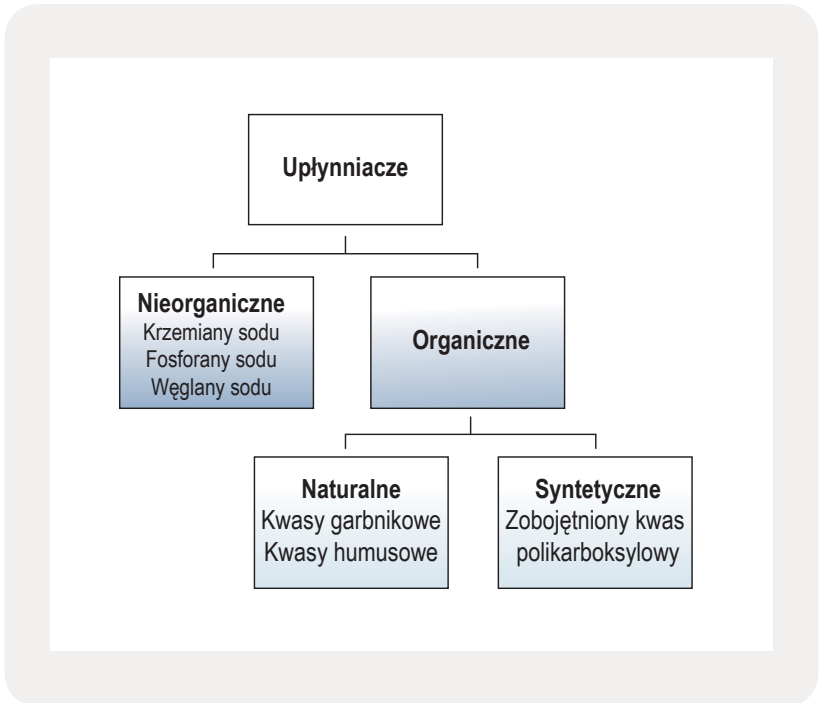 Upłynniacze
Nieorganiczne
Krzemiany sodu
Fosforany sodu
Węglany sodu
Organiczne
Naturalne
Kwasy garbnikowe
Kwasy humusowe
Syntetyczne
Zobojętniony kwas
polikarboksylowy